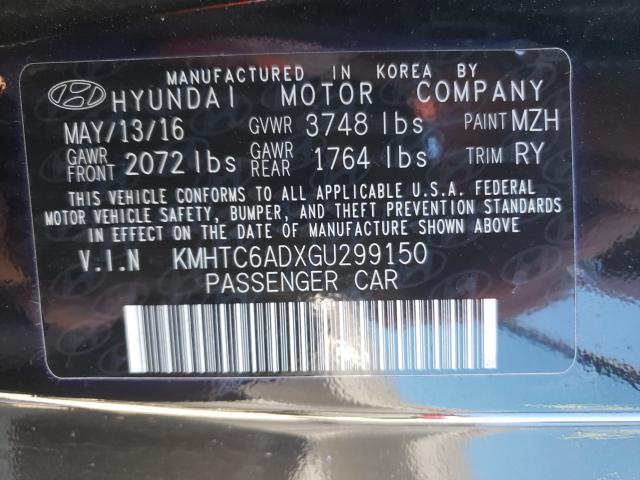 MANUFACTURED IN KOREA BY
HYUNDAI MOTOR COMPANY
MAY/13/16 GVWR 3748 lbs PAINT MZH
GAWR FRONT 2072 lbs GAWR REAR 1764 lbs TRIM RY
THIS VEHICLE CONFORMS TO ALL APPLICABLE U.S.A. FEDERAL
MOTOR VEHICLE SAFETY, BUMPER, AND THEFT PREVENTION STANDARDS
IN EFFECT ON THE DATE OF MANUFACTURE SHOWN ABOVE
V.I.N KMHTC6ADXGU299150
PASSENGER CAR